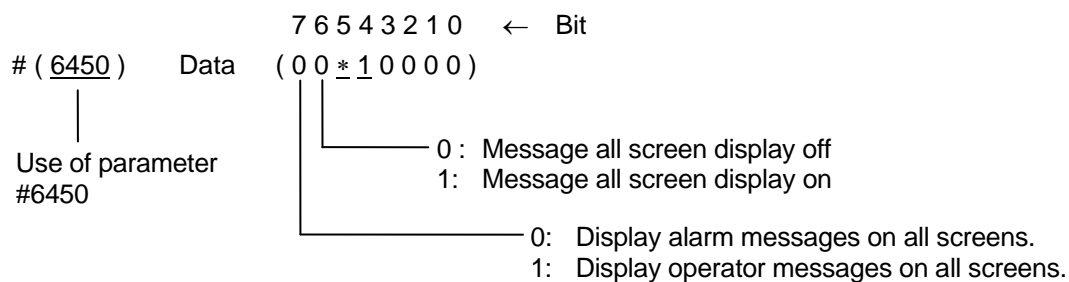 7 6 5 4 3 2 1 0 ← Bit
# ( 6450 ) Data ( 0 0 * 1 0 0 0 0 )
Use of parameter
#6450
0 : Message all screen display off
1: Message all screen display on
0: Display alarm messages on all screens.
1: Display operator messages on all screens.